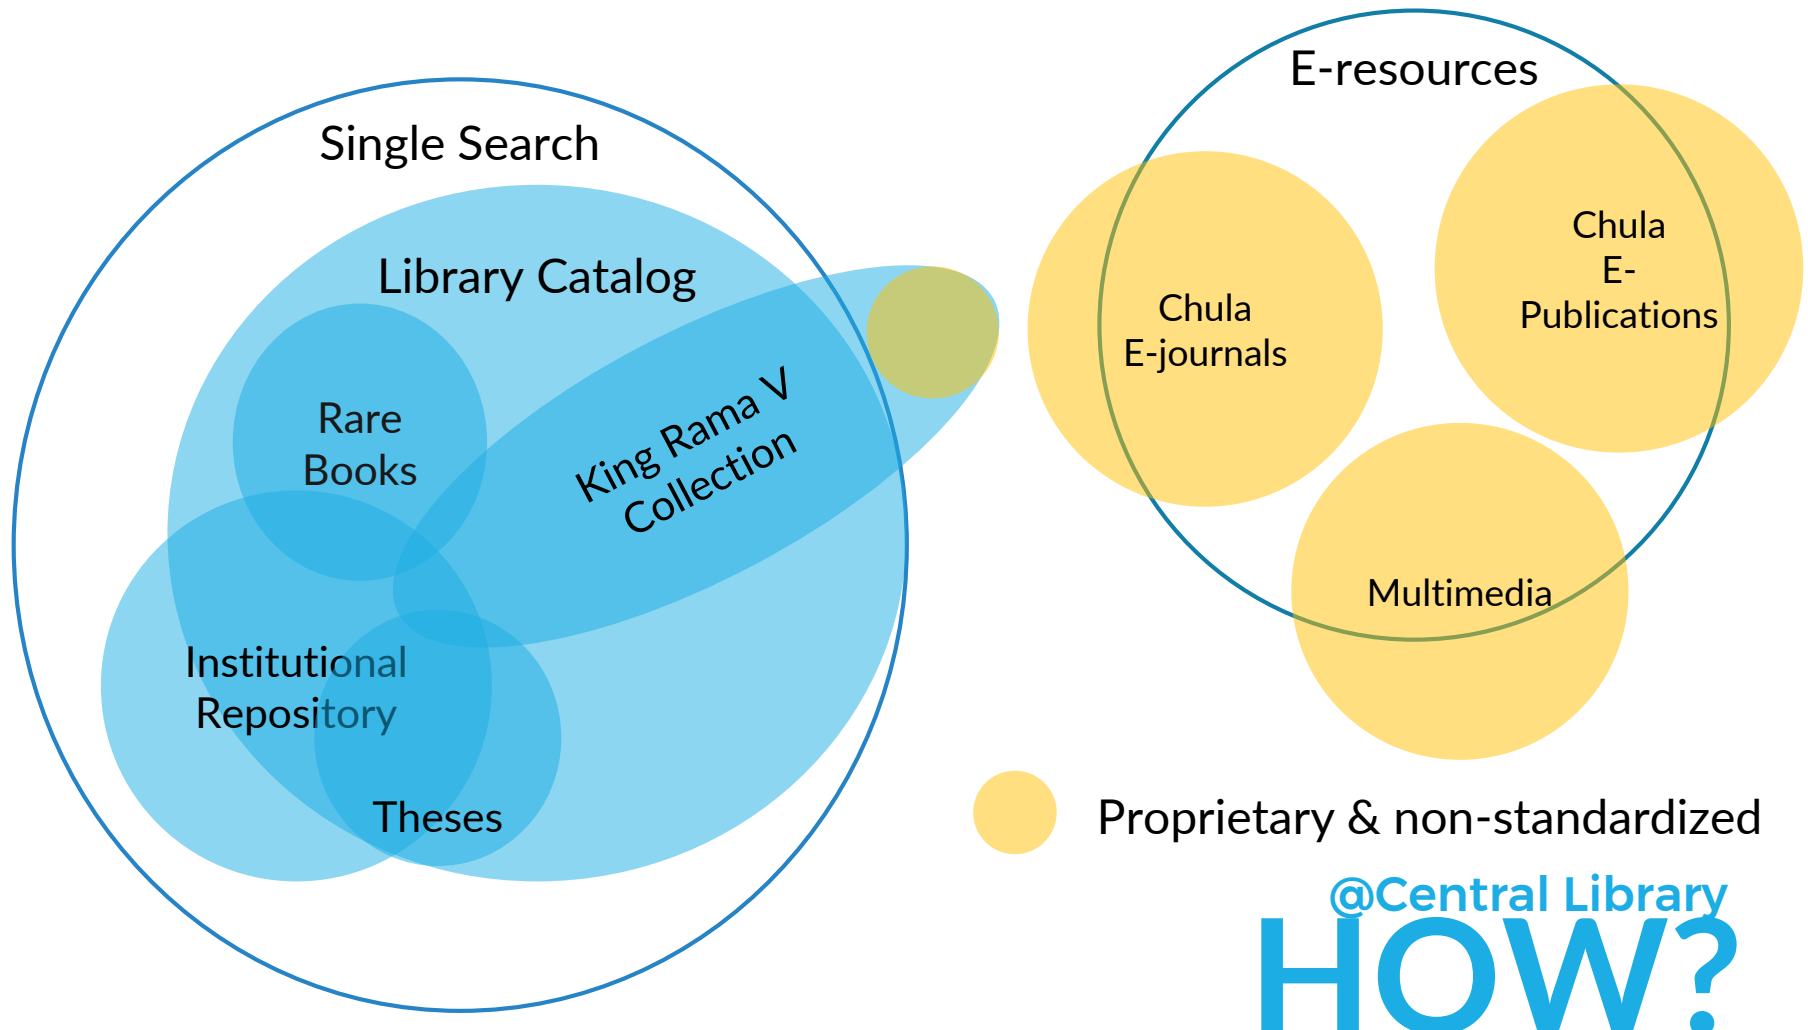 Single Search
Library Catalog
Rare
Books
King Rama V
Collection
Institutional
Repository
Theses
E-resources
Chula
E-journals
Chula
E-
Publications
Multimedia
Proprietary & non-standardized
@Central Library
HOW?